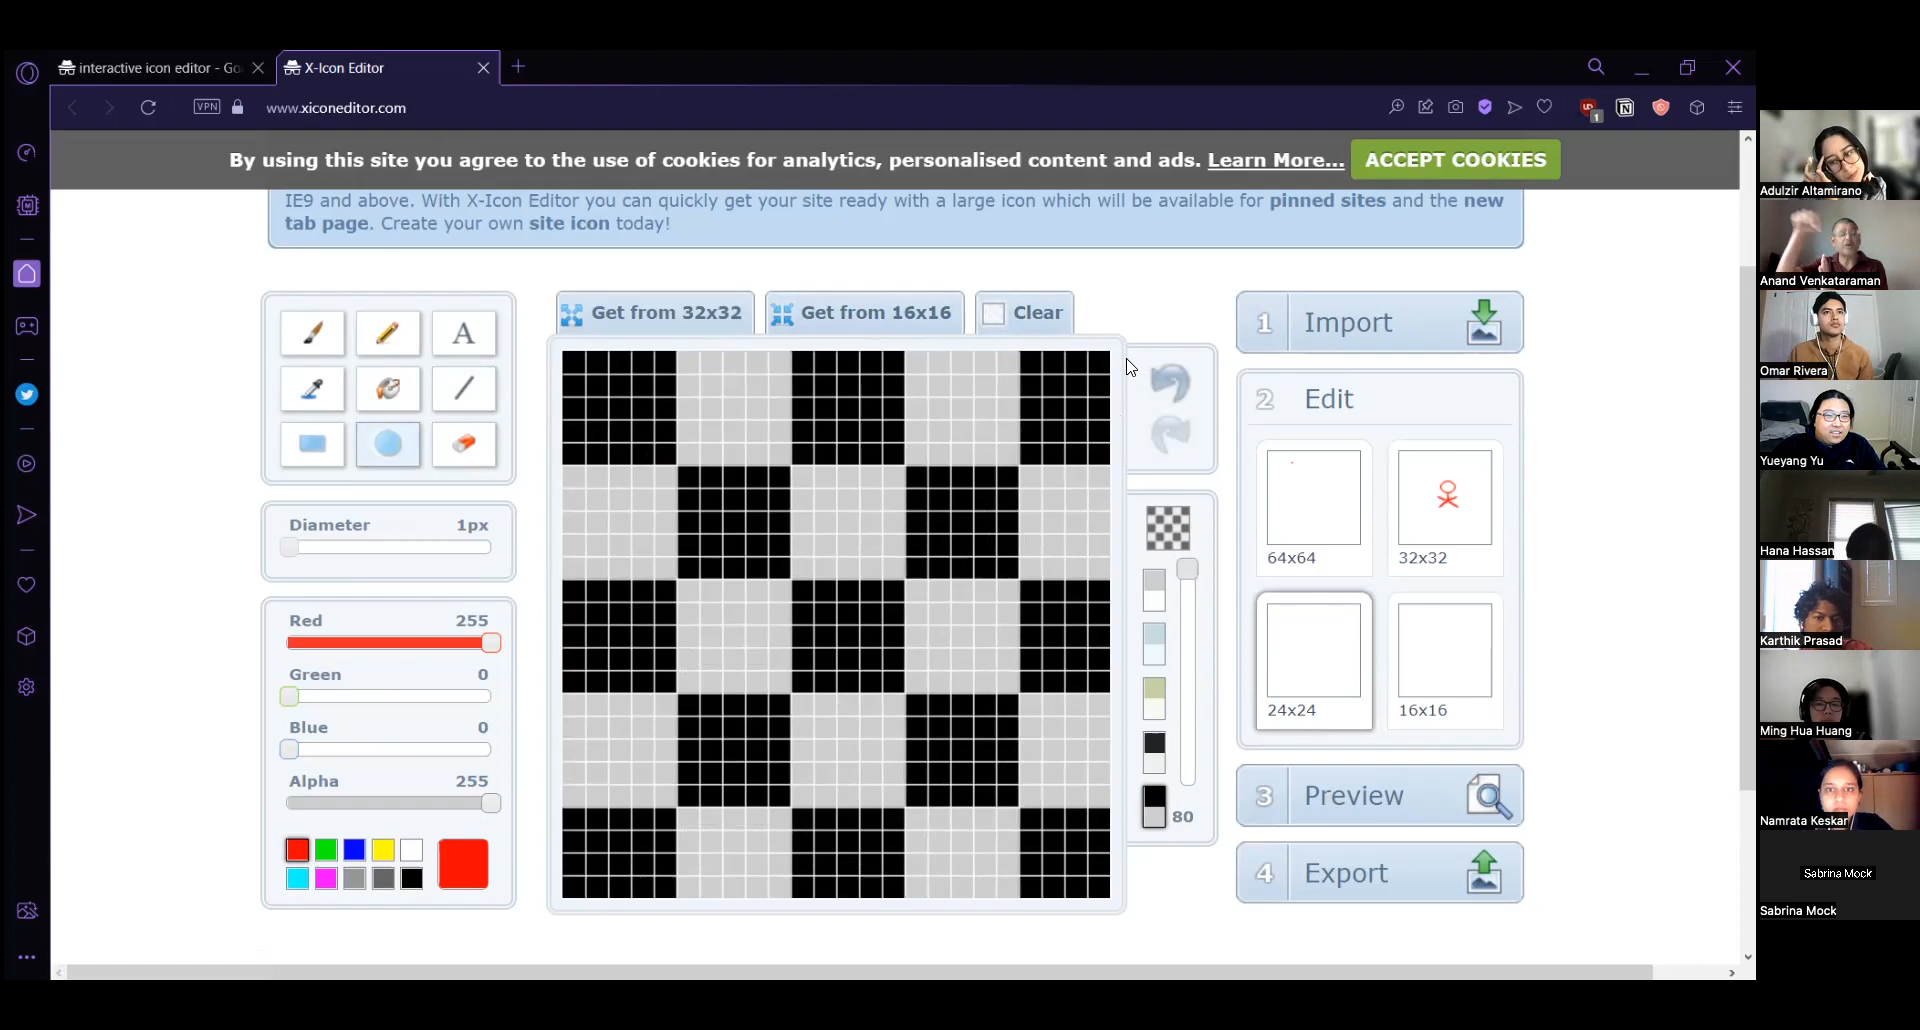 interactive icon editor - Go
X-Icon Editor
VPN
www.xiconeditor.com
1
By using this site you agree to the use of cookies for analytics, personalised content and ads. Learn More...
ACCEPT COOKIES
IE9 and above. With X-Icon Editor you can quickly get your site ready with a large icon which will be available for pinned sites and the new
tab page. Create your own site icon today!
Get from 32x32
Get from 16x16
Clear
A
Diameter 1px
Red 255
Green 0
Blue 0
Alpha 255
80
1 Import
2 Edit
64x64
32x32
24x24
16x16
3 Preview
4 Export
Adulzir Altamirano
Anand Venkataraman
Omar Rivera
Yueyang Yu
Hana Hassan
Karthik Prasad
Ming Hua Huang
Namrata Keskar
Sabrina Mock
Sabrina Mock